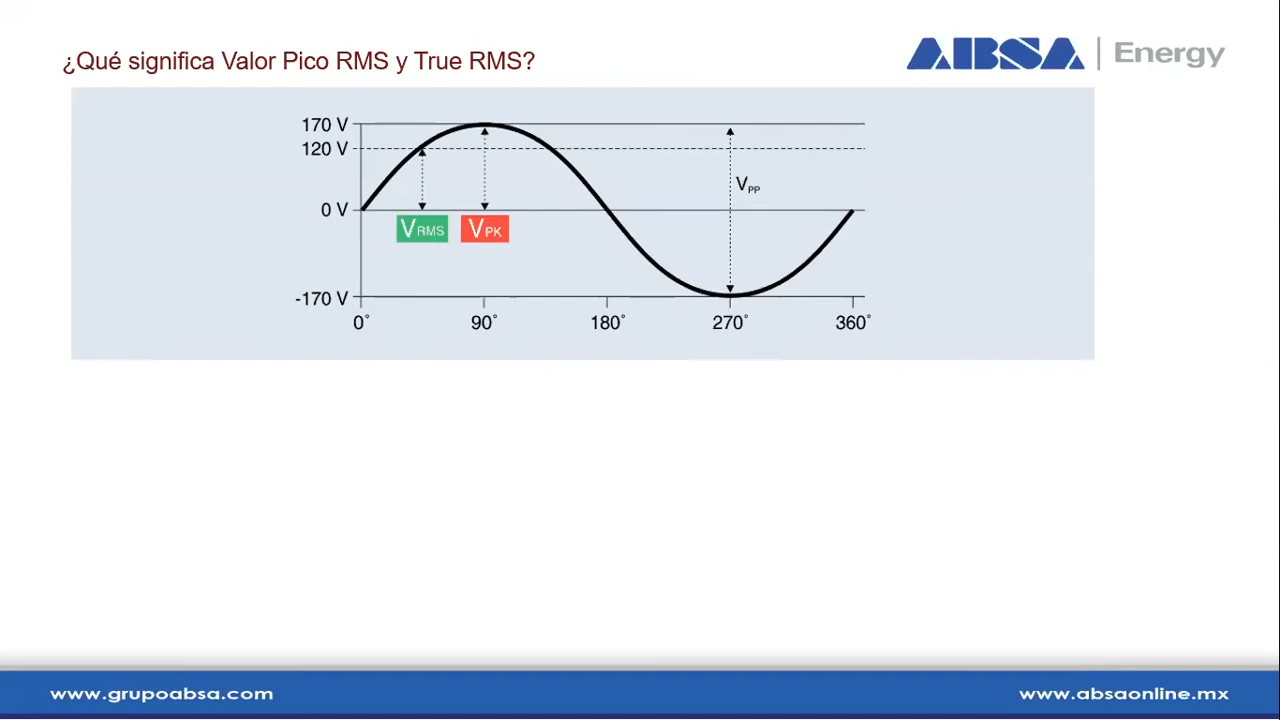 ¿Qué significa Valor Pico RMS y True RMS?
ABSA | Energy
170 V
120 V
VPP
0 V
VRMS
VPK
-170 V
0° 90° 180° 270° 360°
www.grupoabsa.com
www.absaonline.mx